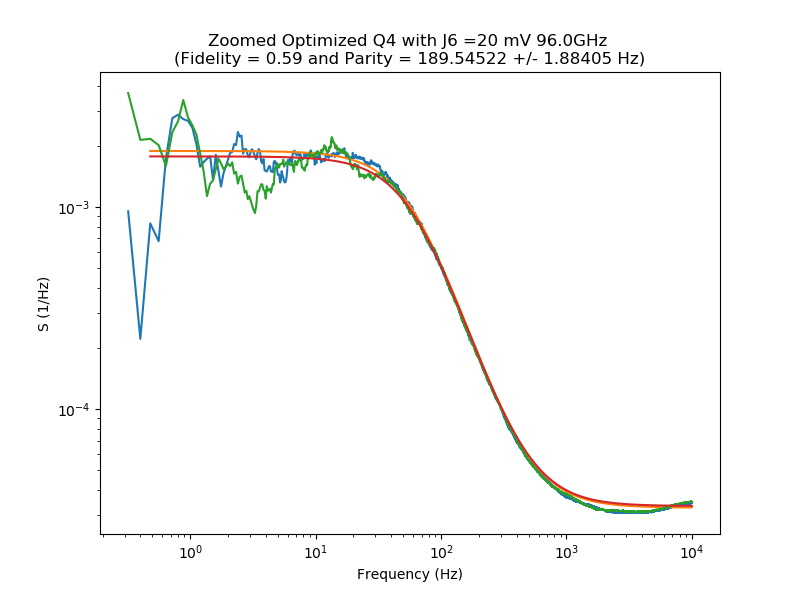 Zoomed Optimized Q4 with J6 =20 mV 96.0GHz
(Fidelity = 0.59 and Parity = 189.54522 +/- 1.88405 Hz)
S (1/Hz)
10⁻³
10⁻⁴
10⁰ 10¹ 10² 10³ 10⁴
Frequency (Hz)